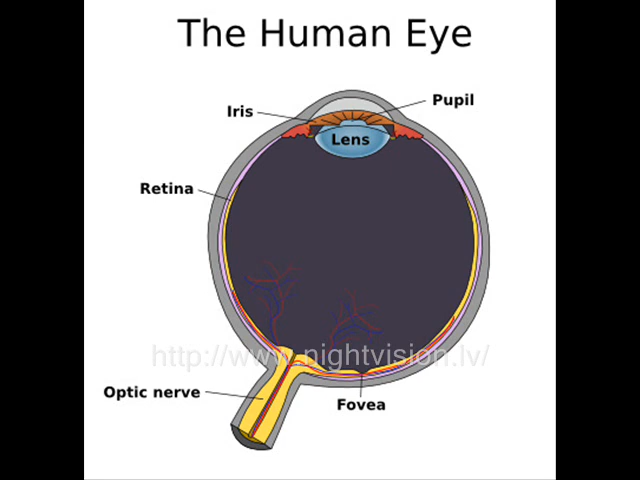 The Human Eye
Pupil
Iris
Lens
Retina
http://www.nightvision.lv/
Optic nerve
Fovea